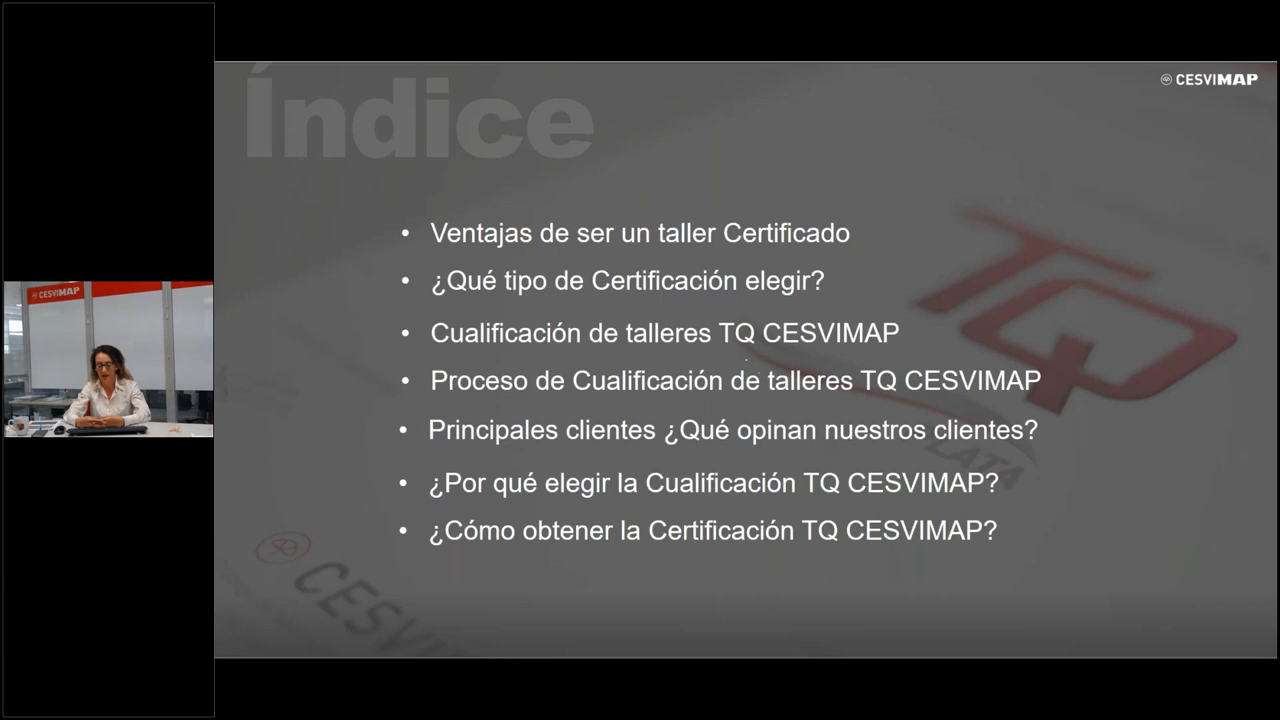 Índice
CESVIMAP
• Ventajas de ser un taller Certificado
• ¿Qué tipo de Certificación elegir?
• Cualificación de talleres TQ CESVIMAP
• Proceso de Cualificación de talleres TQ CESVIMAP
• Principales clientes ¿Qué opinan nuestros clientes?
• ¿Por qué elegir la Cualificación TQ CESVIMAP?
• ¿Cómo obtener la Certificación TQ CESVIMAP?
TQ
PLATA
CESVI
CESVIMAP